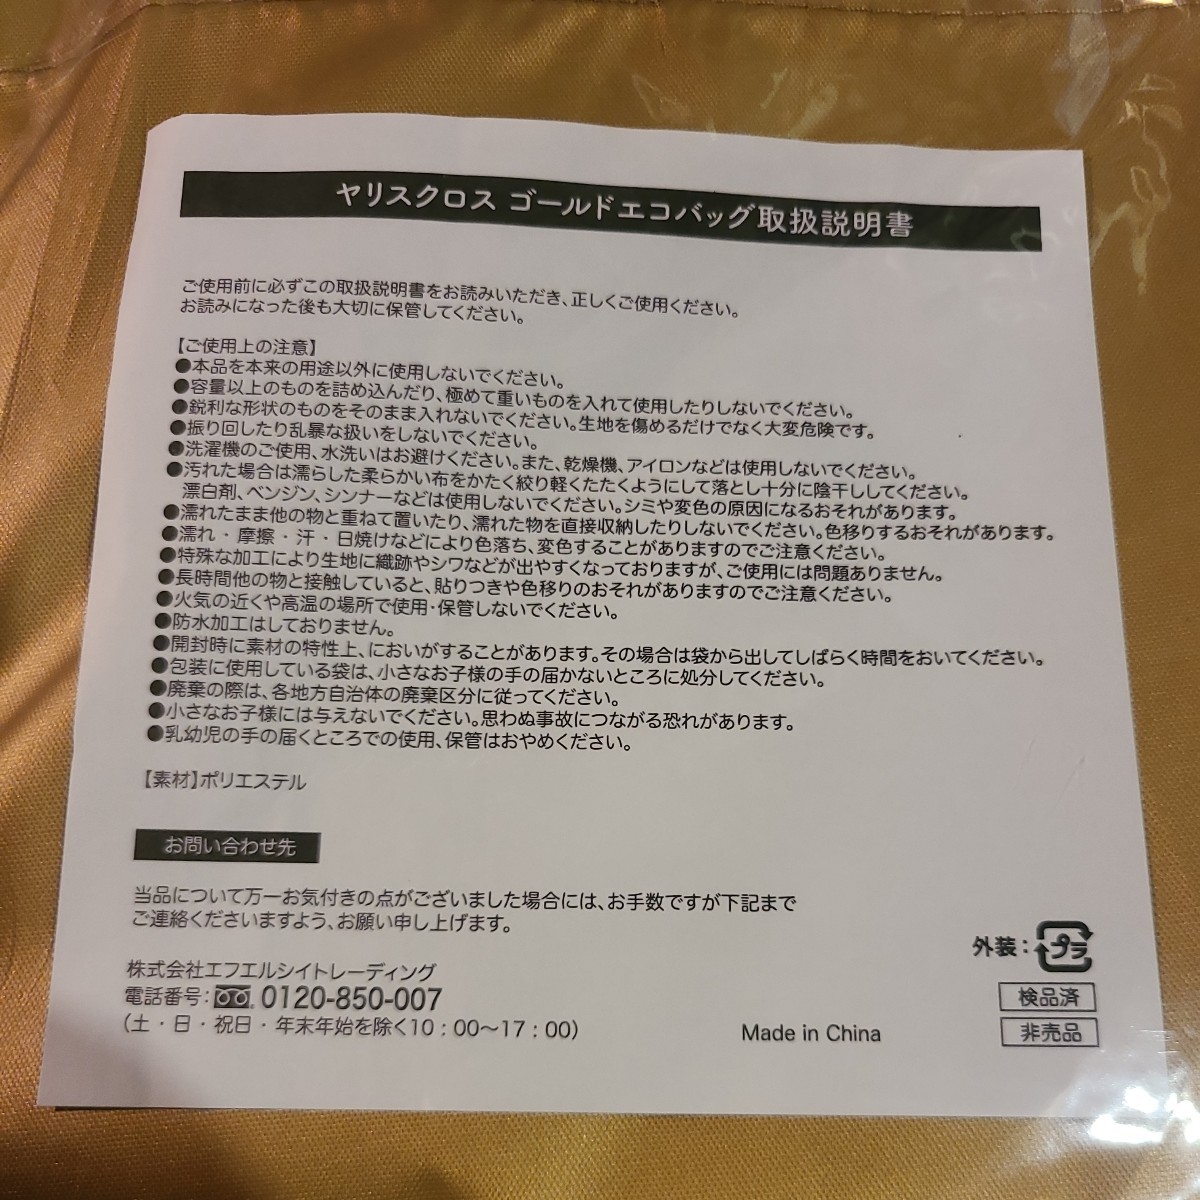 ヤリスクロス ゴールドエコバッグ取扱説明書
ご使用前に必ずこの取扱説明書をお読みいただき、正しくご使用ください。
お読みになった後も大切に保管してください。
【ご使用上の注意】
●本品を本来の用途以外に使用しないでください。
●容量以上のものを詰め込んだり、極めて重いものを入れて使用したりしないでください。
●鋭利な形状のものをそのまま入れないでください。生地を傷めるだけでなく大変危険です。
●振り回したり乱暴な扱いをしないでください。
●洗濯機のご使用、水洗いはお避けください。また、乾燥機、アイロンなどは使用しないでください。
●汚れた場合は濡らした柔らかい布をかたく絞り軽くたたくようにして落とし十分に陰干ししてください。
漂白剤、ベンジン、シンナーなどは使用しないでください。シミや変色の原因になるおそれがあります。
●濡れたまま他の物と重ねて置いたり、濡れた物を直接収納したりしないでください。色移りするおそれがあります。
●濡れ・摩擦・汗・日焼けなどにより色落ち、変色することがありますのでご注意ください。
●特殊な加工により生地に織跡やシワなどが出やすくなっておりますが、ご使用には問題ありません。
●長時間他の物と接触していると、貼りつきや色移りのおそれがありますのでご注意ください。
●火気の近くや高温の場所で使用・保管しないでください。
●防水加工はしておりません。
●開封時に素材の特性上、においがすることがあります。その場合は袋から出してしばらく時間をおいてください。
●包装に使用している袋は、小さなお子様の手の届かないところに処分してください。
●廃棄の際は、各地方自治体の廃棄区分に従ってください。
●小さなお子様には与えないでください。思わぬ事故につながる恐れがあります。
●乳幼児の手の届くところでの使用、保管はおやめください。
【素材】ポリエステル
お問い合わせ先
当品について万一お気付きの点がございました場合には、お手数ですが下記まで
ご連絡くださいますよう、お願い申し上げます。
株式会社エフエルシイトレーディング
電話番号：0120-850-007
（土・日・祝日・年末年始を除く10：00〜17：00）
Made in China
外装：プラ
検品済
非売品